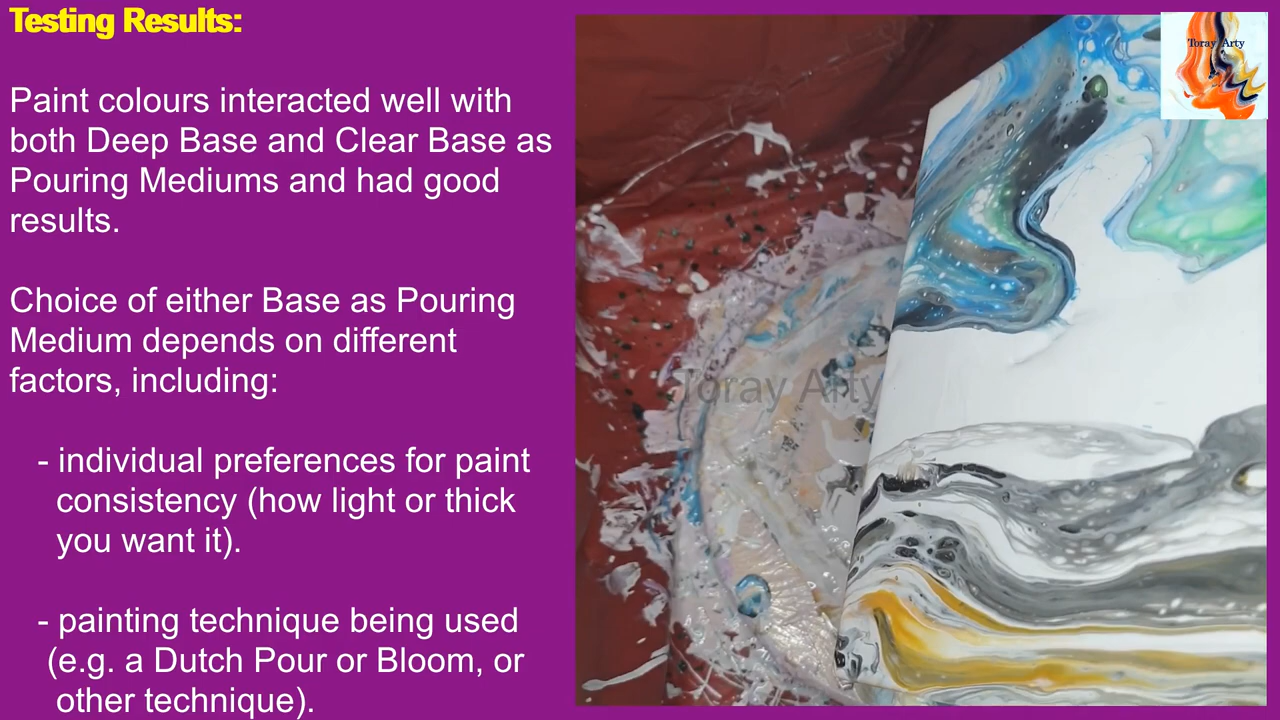 Testing Results:
Paint colours interacted well with
both Deep Base and Clear Base as
Pouring Mediums and had good
results.
Choice of either Base as Pouring
Medium depends on different
factors, including:
- individual preferences for paint
consistency (how light or thick
you want it).
- painting technique being used
(e.g. a Dutch Pour or Bloom, or
other technique).
Toray Arty
Toray Arty